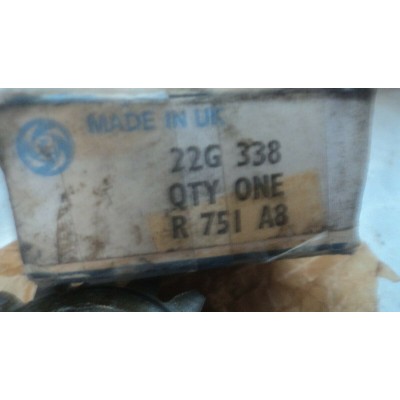 MADE IN UK
22G 338
QTY ONE
R 751 A8